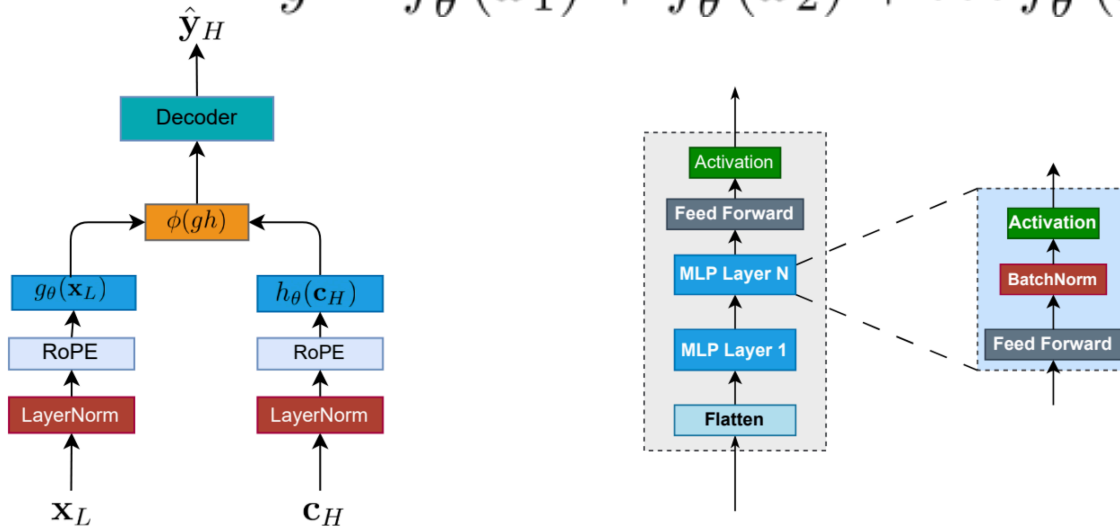 ŷ_H
Decoder
ϕ(gh)
g_θ(x_L)
h_θ(c_H)
RoPE
RoPE
LayerNorm
LayerNorm
x_L
c_H
Activation
Feed Forward
MLP Layer N
MLP Layer 1
Flatten
Activation
BatchNorm
Feed Forward